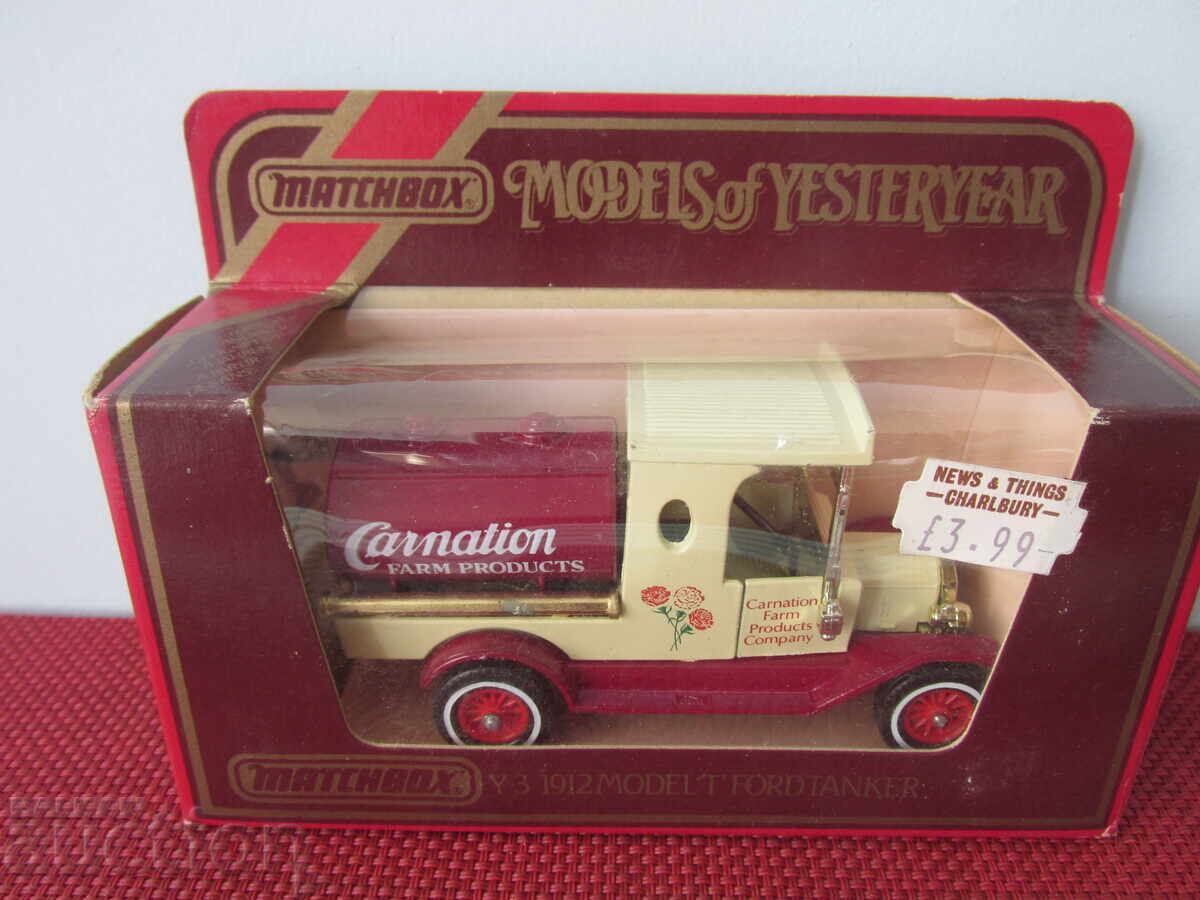 MATCHBOX®
MODELS of YESTERYEAR
NEWS & THINGS
—CHARLBURY—
£3.99
Carnation
FARM PRODUCTS
Carnation
Farm
Products
Company
MATCHBOX
Y-3 1912 MODEL 'T' FORD TANKER